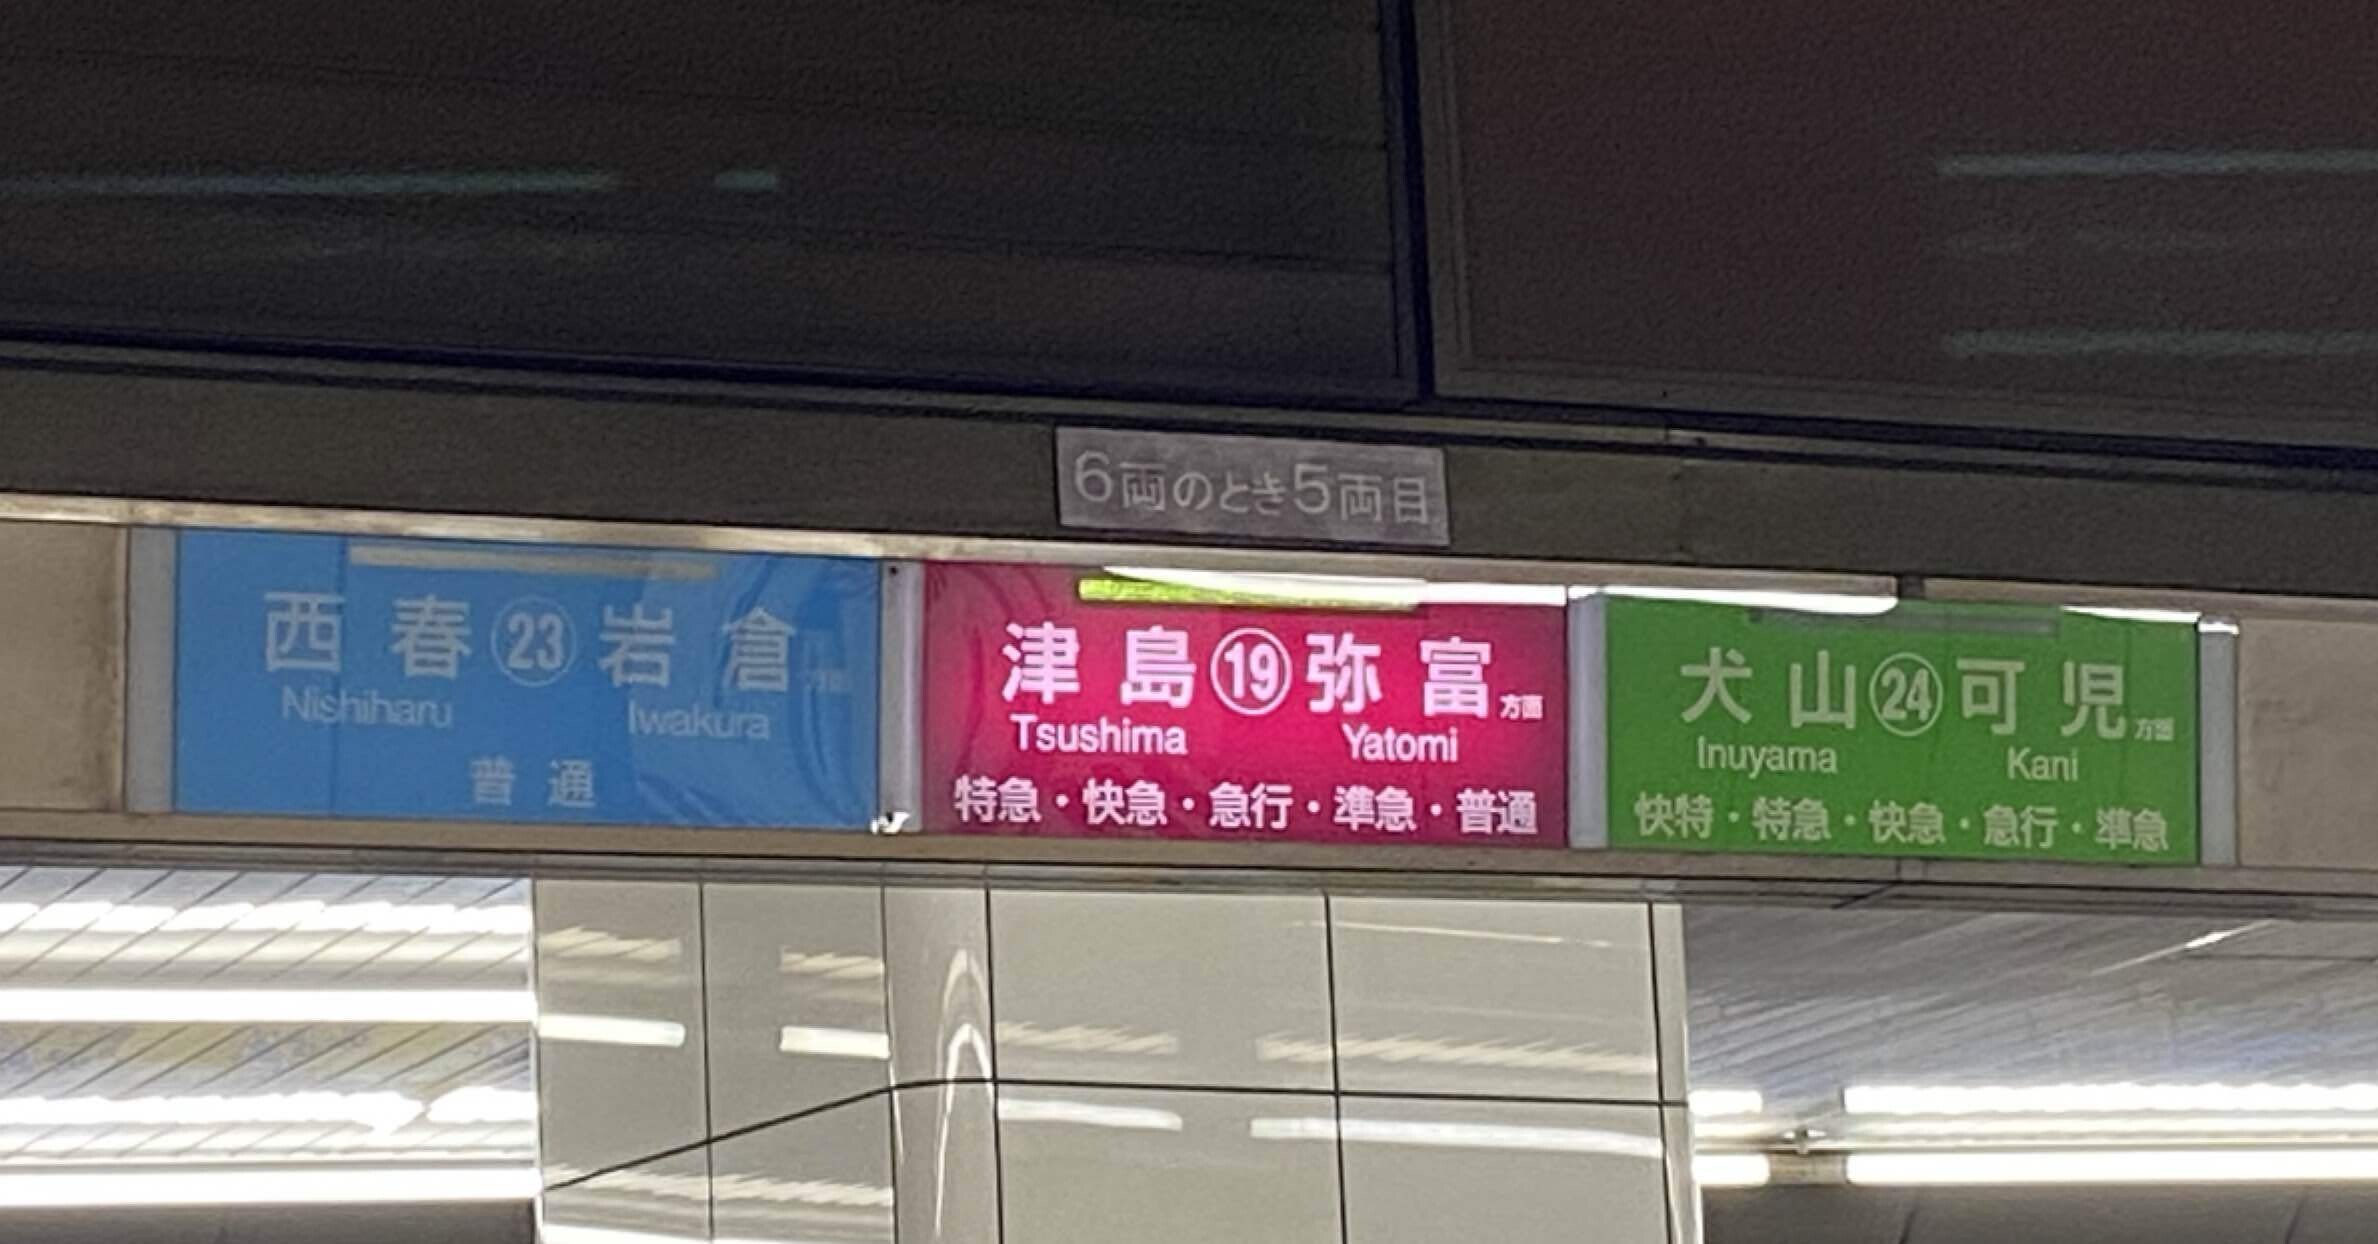 6両のとき5両目
西春 23 岩倉 方面
Nishiharu Iwakura
普通
津島 19 弥富 方面
Tsushima Yatomi
特急・快急・急行・準急・普通
犬山 24 可児 方面
Inuyama Kani
快特・特急・快急・急行・準急